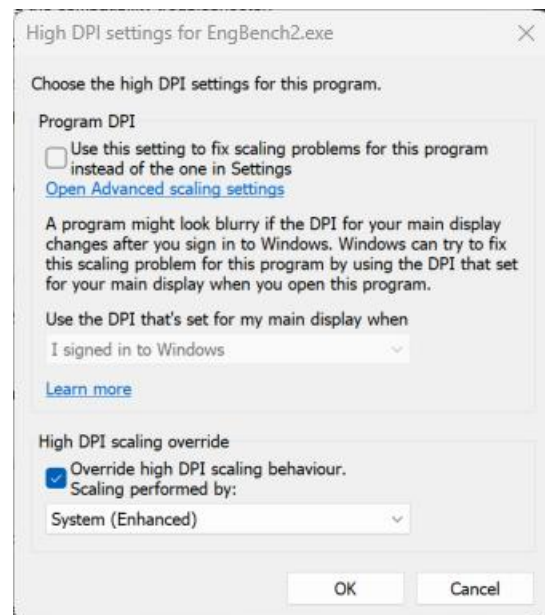 High DPI settings for EngBench2.exe
Choose the high DPI settings for this program.
Program DPI
Use this setting to fix scaling problems for this program
instead of the one in Settings
Open Advanced scaling settings
A program might look blurry if the DPI for your main display
changes after you sign in to Windows. Windows can try to fix
this scaling problem for this program by using the DPI that set
for your main display when you open this program.
Use the DPI that's set for my main display when
I signed in to Windows
Learn more
High DPI scaling override
Override high DPI scaling behaviour.
Scaling performed by:
System (Enhanced)
OK
Cancel